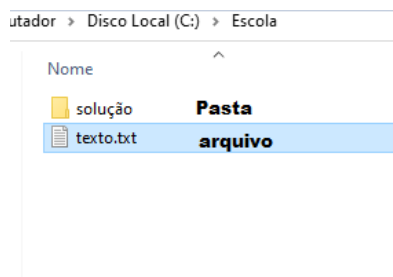 utador > Disco Local (C:) > Escola
Nome
solução Pasta
texto.txt arquivo